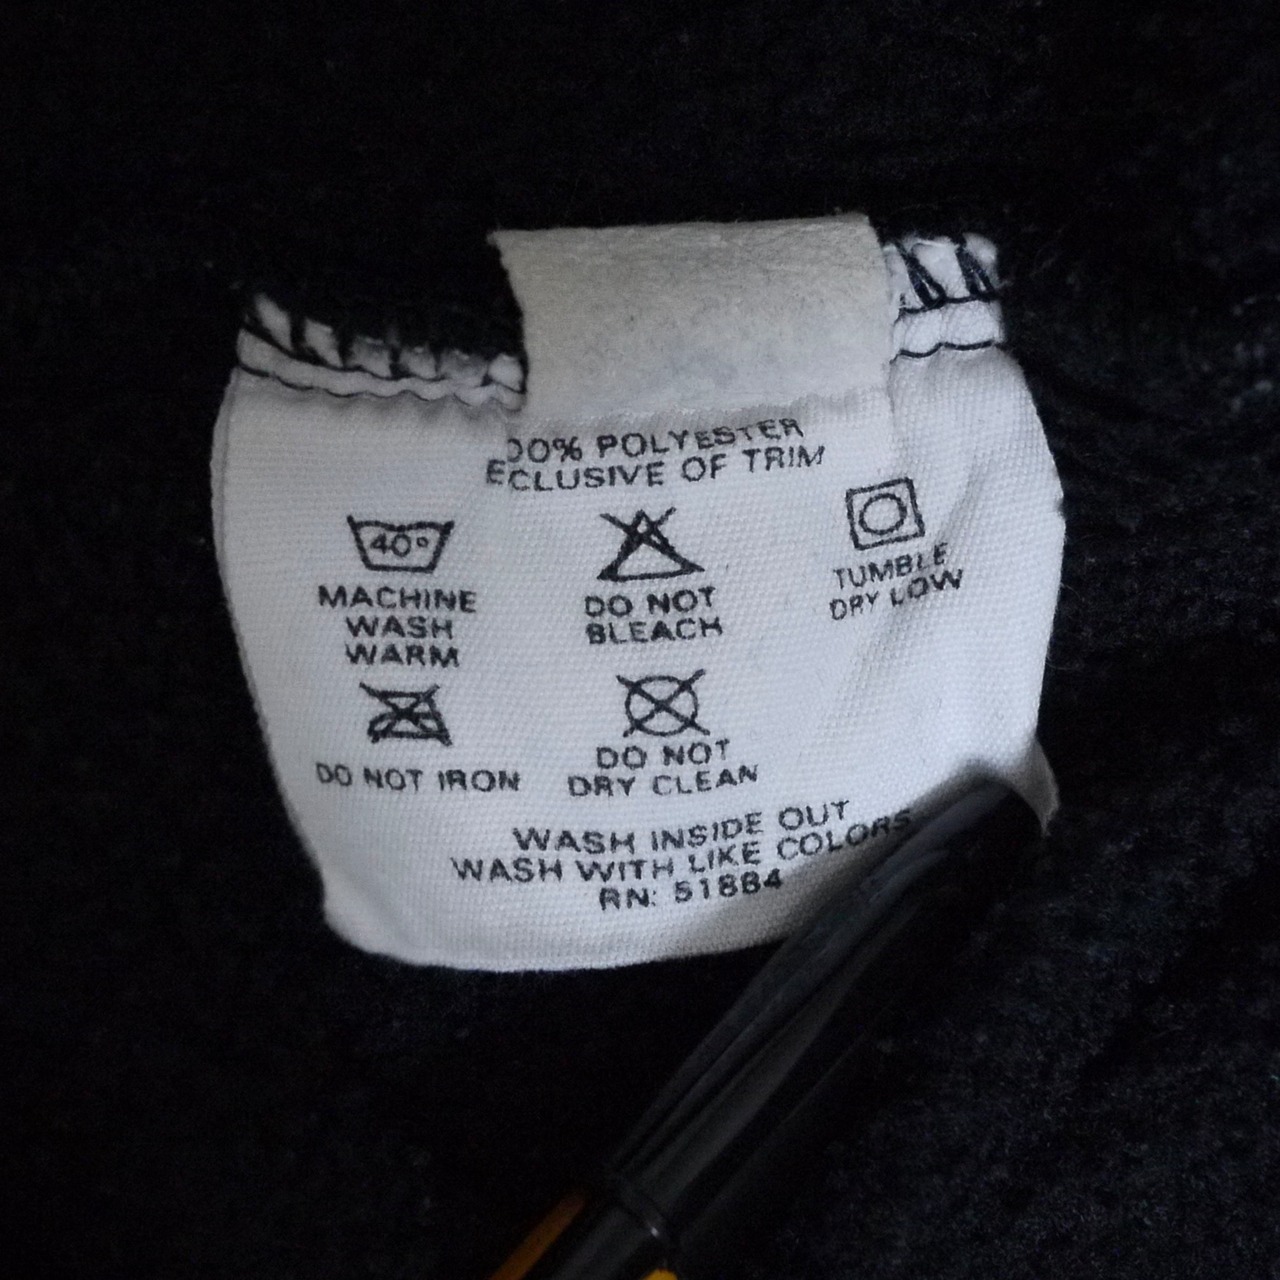 00% POLYESTER
ECLUSIVE OF TRIM
40°
MACHINE
WASH
WARM
DO NOT
BLEACH
TUMBLE
DRY LOW
DO NOT IRON
DO NOT
DRY CLEAN
WASH INSIDE OUT
WASH WITH LIKE COLORS
RN: 51884